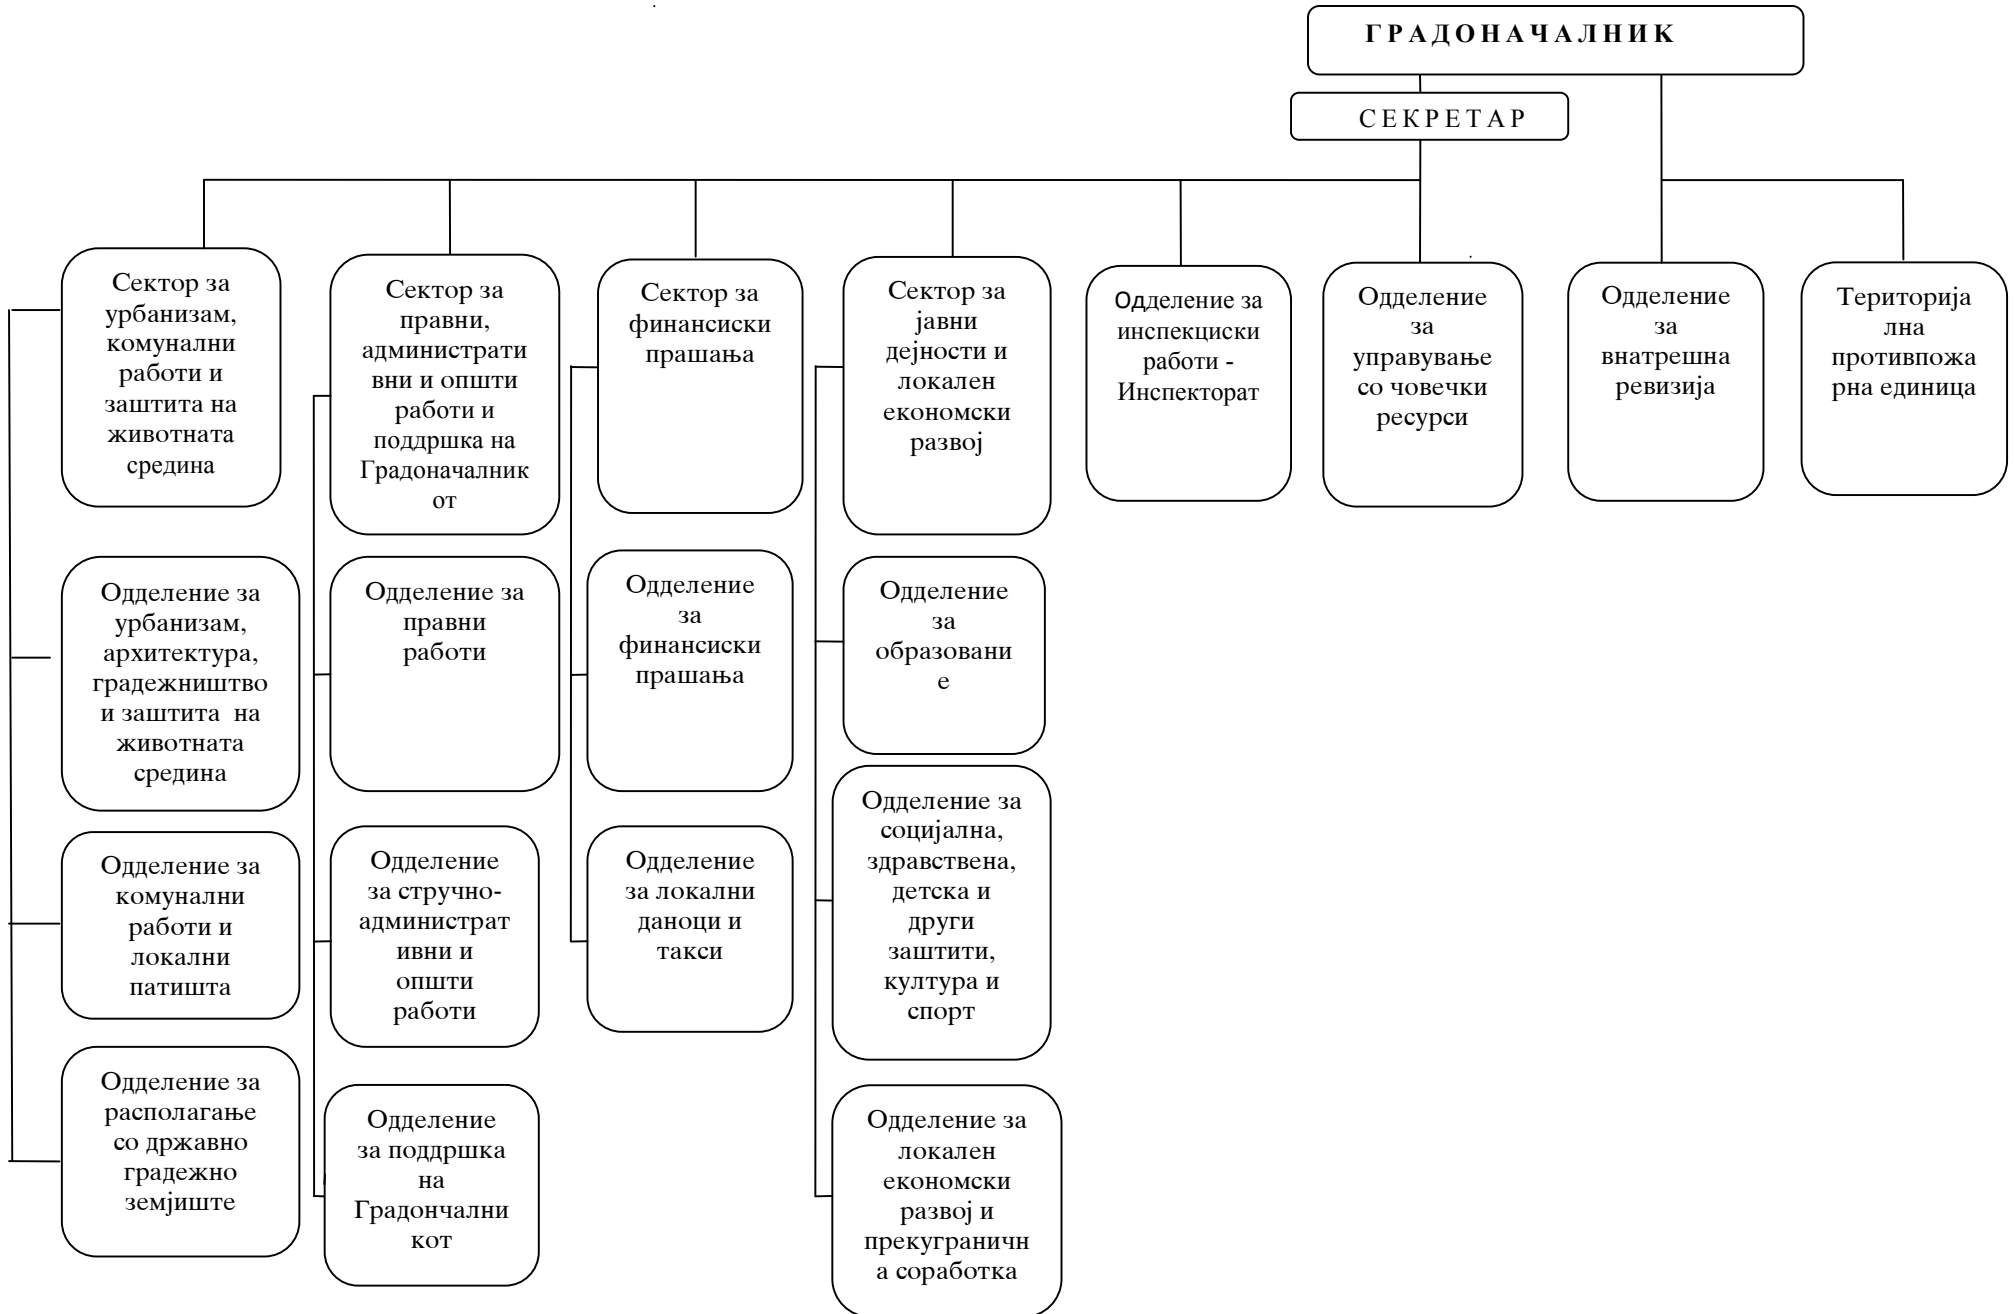 ГРАДОНАЧАЛНИК
СЕКРЕТАР
Сектор за
урбанизам,
комунални
работи и
заштита на
животната
средина
Сектор за
правни,
администрати
вни и општи
работи и
поддршка на
Градоначалник
от
Сектор за
финансиски
прашања
Сектор за
јавни
дејности и
локален
економски
развој
Одделение за
инспекциски
работи -
Инспекторат
Одделение
за
управување
со човечки
ресурси
Одделение
за
внатрешна
ревизија
Територија
лна
противпожа
рна единица
Одделение за
урбанизам,
архитектура,
градежништво
и заштита на
животната
средина
Одделение за
правни
работи
Одделение
за
финансиски
прашања
Одделение
за
образовани
е
Одделение за
комунални
работи и
локални
патишта
Одделение
за стручно-
администрат
ивни и
општи
работи
Одделение
за локални
даноци и
такси
Одделение за
социјална,
здравствена,
детска и
други
заштити,
култура и
спорт
Одделение за
располагање
со државно
градежно
земјиште
Одделение
за поддршка
на
Градончални
кот
Одделение за
локален
економски
развој и
прекуграничн
а соработка